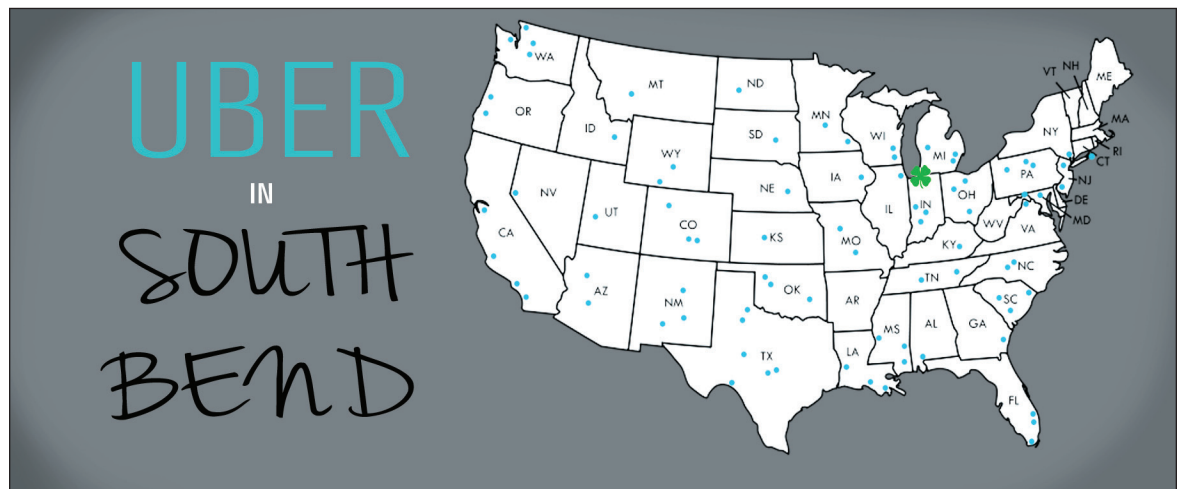 UBER
IN
SOUTH
BEND
WA
OR
CA
NV
ID
MT
WY
UT
CO
AZ
NM
ND
SD
NE
KS
OK
TX
MN
IA
MO
AR
LA
WI
IL
MI
IN
OH
KY
TN
MS
AL
GA
FL
SC
NC
VA
WV
PA
NY
VT
NH
ME
MA
RI
CT
NJ
DE
MD